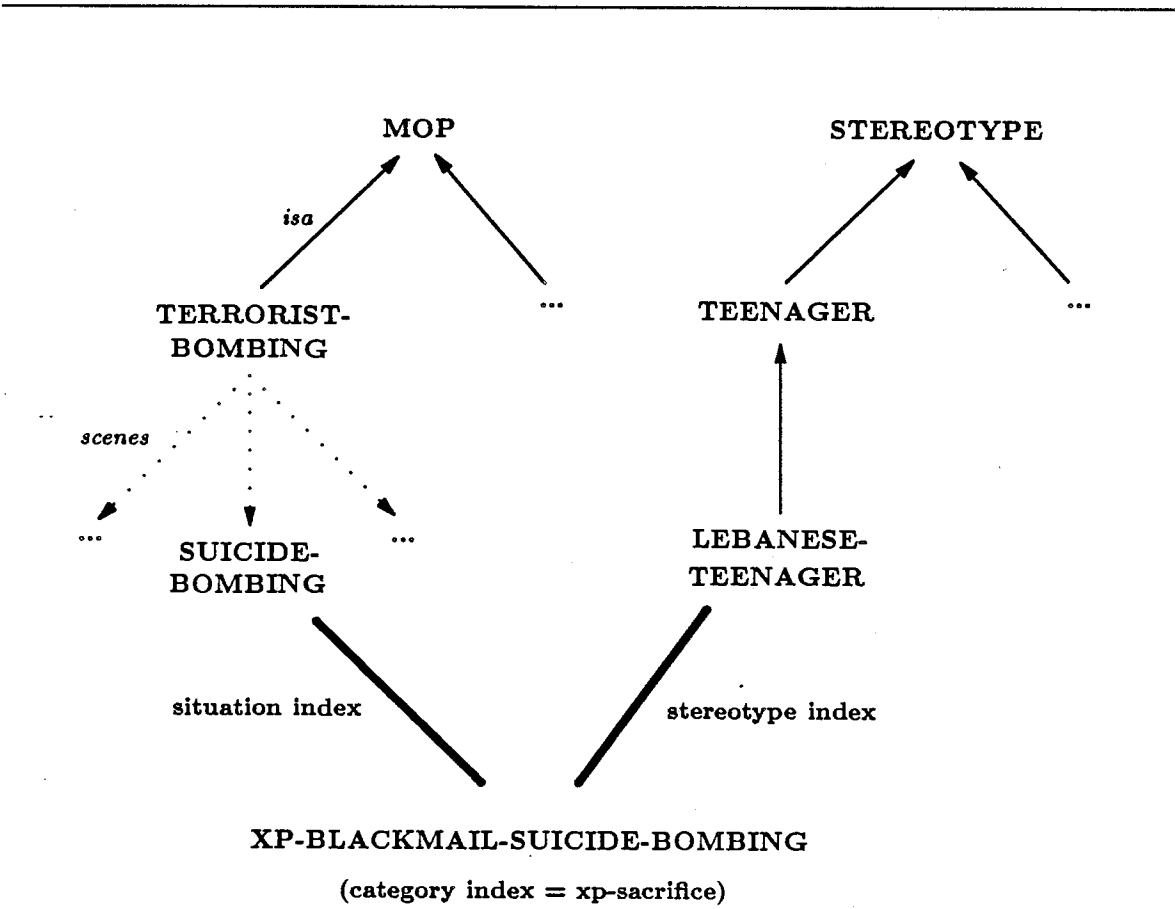 MOP
STEREOTYPE
isa
...
...
TERRORIST-
BOMBING
TEENAGER
scenes
...
...
SUICIDE-
BOMBING
LEBANESE-
TEENAGER
situation index
stereotype index
XP-BLACKMAIL-SUICIDE-BOMBING
(category index = xp-sacrifice)